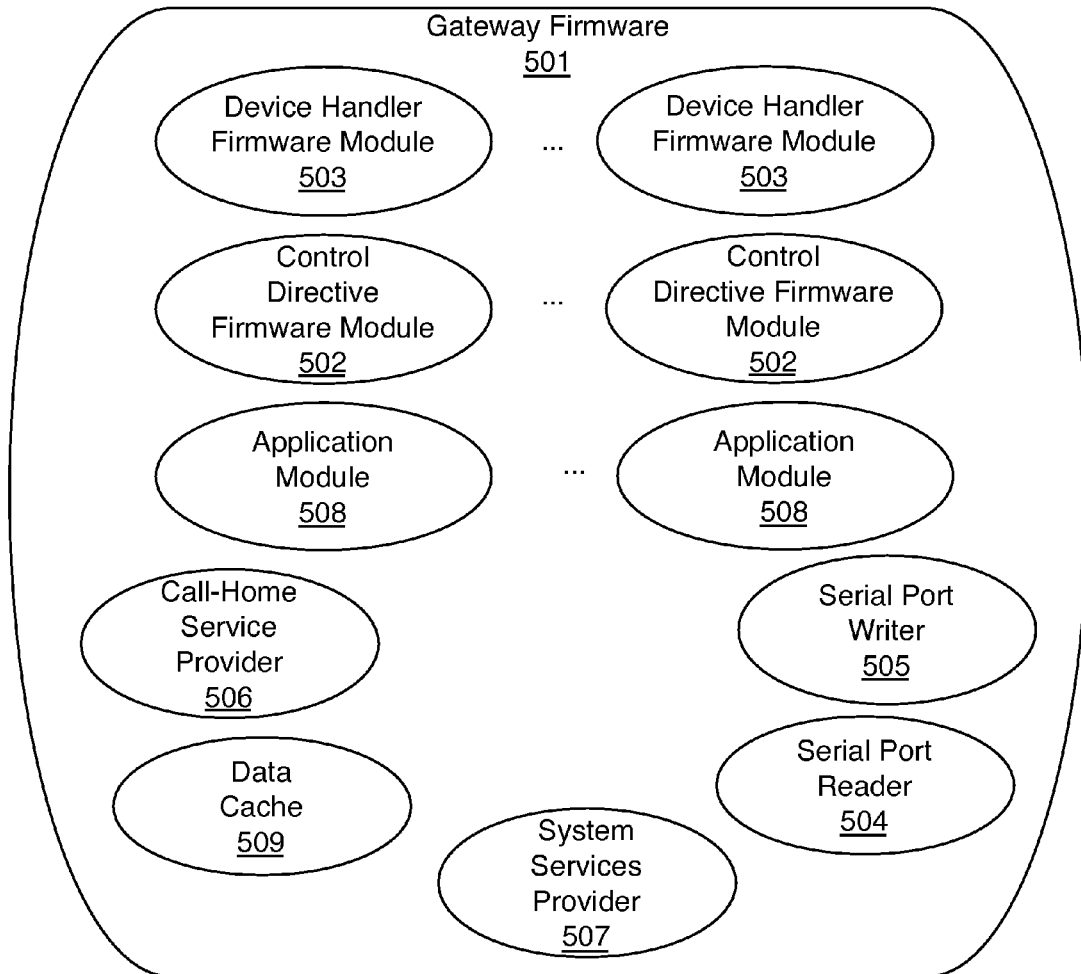 Gateway Firmware
501
Device Handler
Firmware Module
503
...
Device Handler
Firmware Module
503
Control
Directive
Firmware Module
502
...
Control
Directive Firmware
Module
502
Application
Module
508
...
Application
Module
508
Call-Home
Service
Provider
506
Serial Port
Writer
505
Data
Cache
509
Serial Port
Reader
504
System
Services
Provider
507